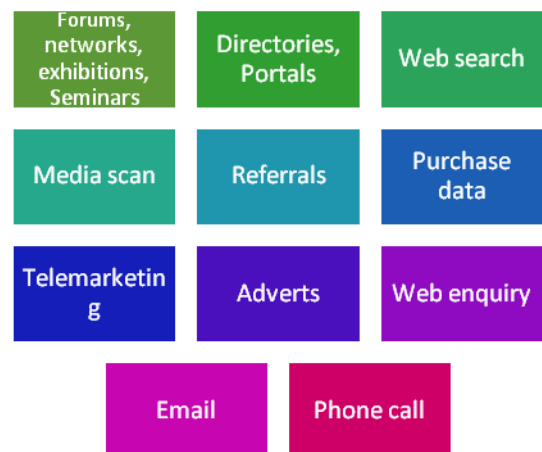 Forums,
networks,
exhibitions,
Seminars
Directories,
Portals
Web search
Media scan
Referrals
Purchase
data
Telemarketin
g
Adverts
Web enquiry
Email
Phone call